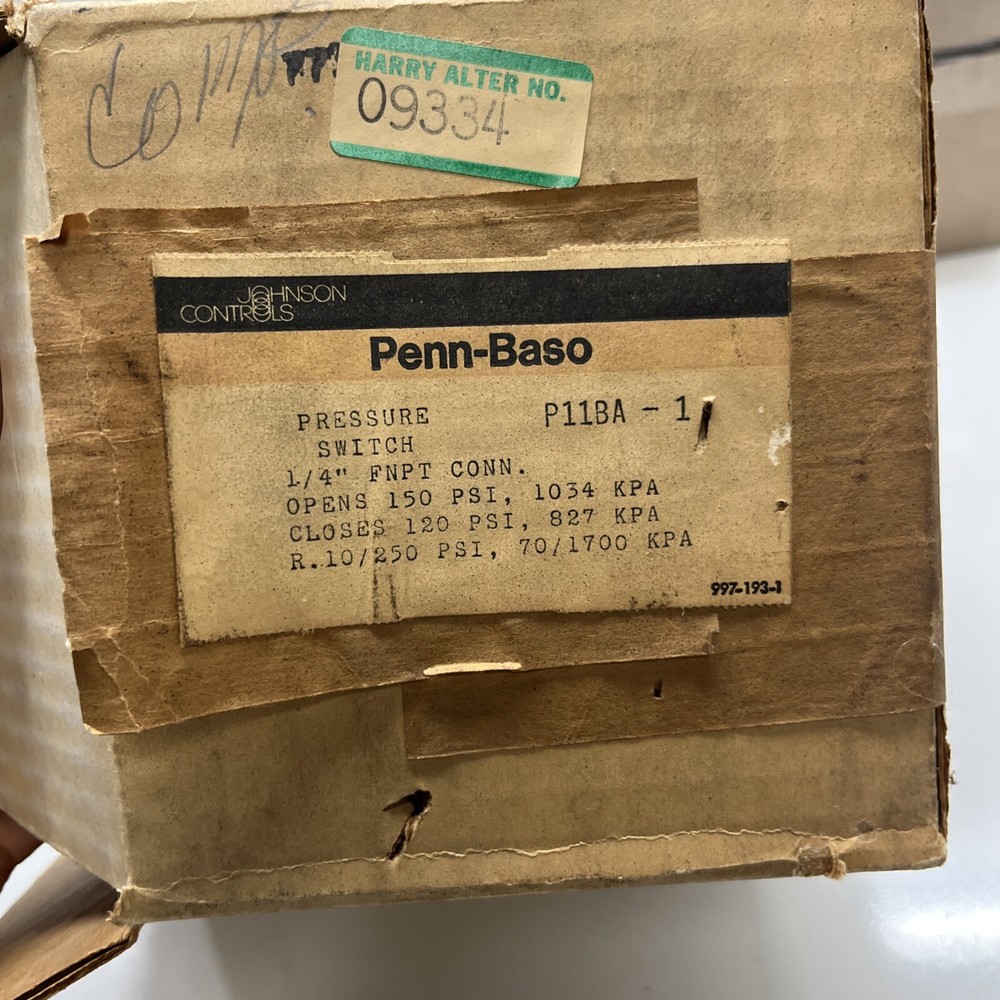 HARRY ALTER NO.
09334
JOHNSON
CONTROLS
Penn-Baso
PRESSURE P11BA - 1
SWITCH
1/4" FNPT CONN.
OPENS 150 PSI, 1034 KPA
CLOSES 120 PSI, 827 KPA
R.10/250 PSI, 70/1700 KPA
997-193-1